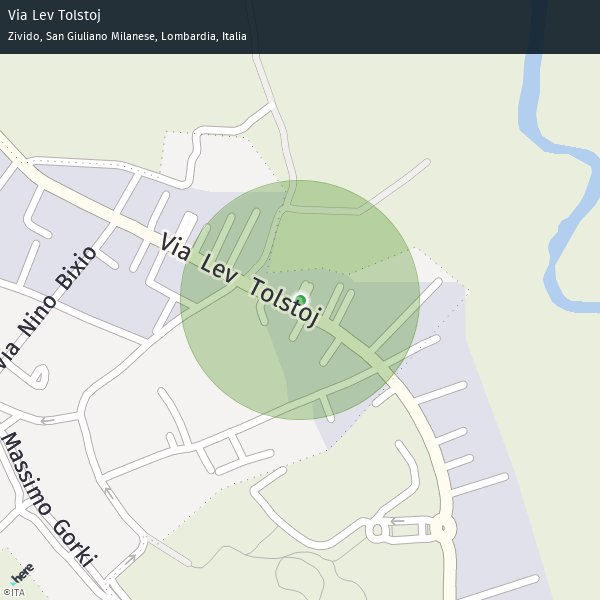 Via Lev Tolstoj
Zivido, San Giuliano Milanese, Lombardia, Italia
Via Lev Tolstoj
Via Nino Bixio
Massimo Gorki
here
©ITA